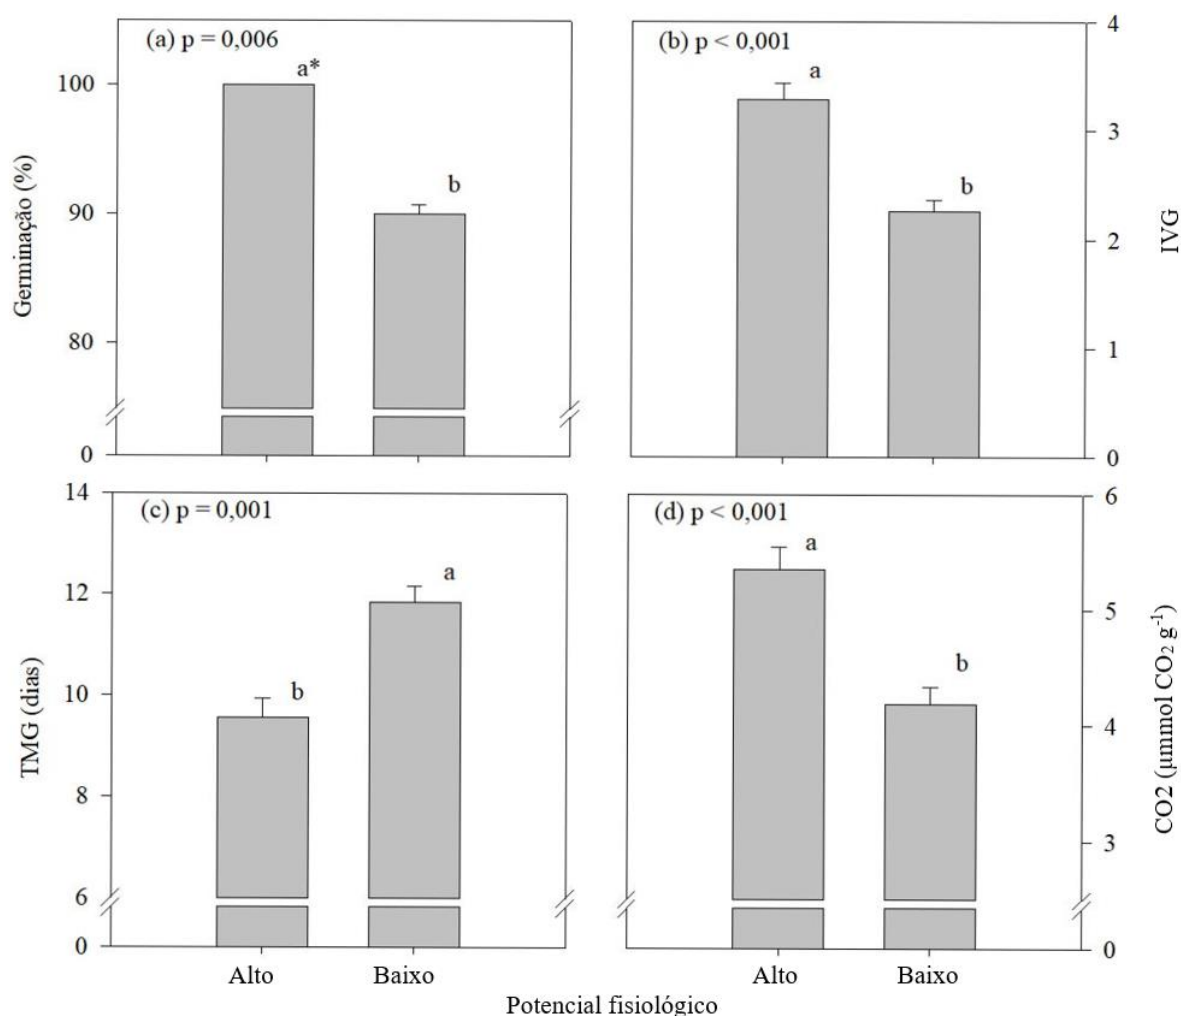 (a) p = 0,006
a*
b
100
90
80
0
Germinação (%)
(b) p < 0,001
a
b
4
3
2
1
0
IVG
(c) p = 0,001
b
a
14
12
10
8
6
0
TMG (dias)
Alto
Baixo
(d) p < 0,001
a
b
6
5
4
3
0
CO2 (µmmol CO₂ g⁻¹)
Alto
Baixo
Potencial fisiológico